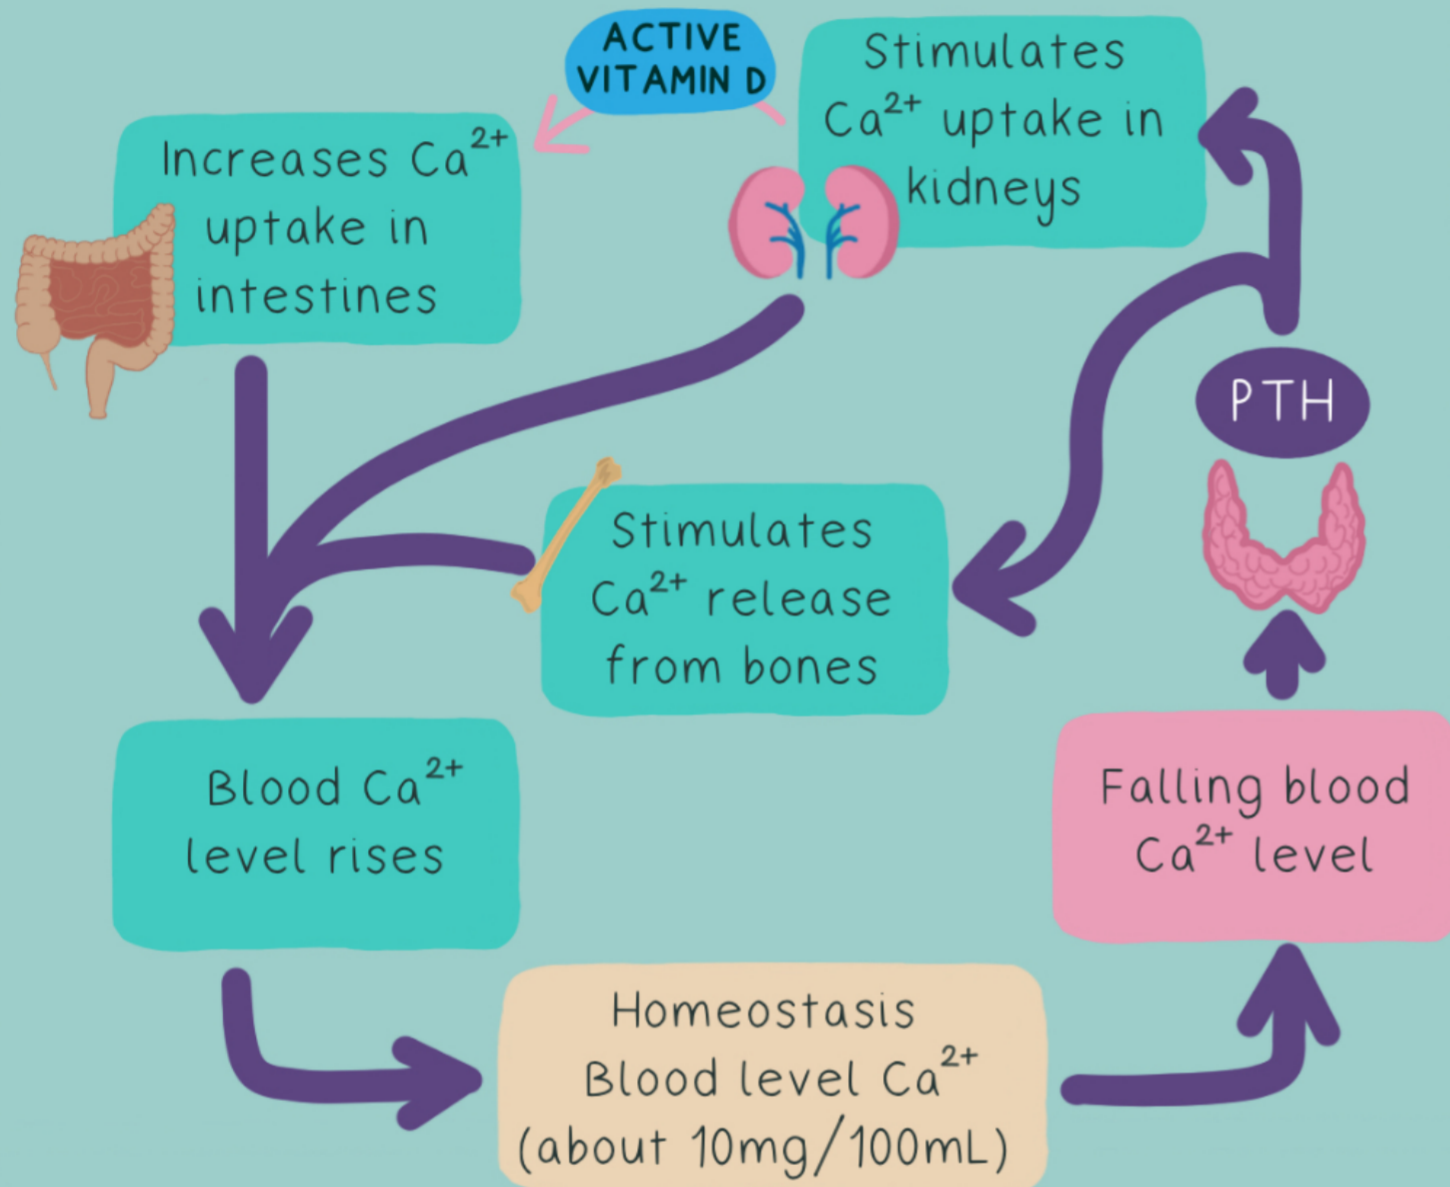 ACTIVE
VITAMIN D
Stimulates
Ca²⁺ uptake in
kidneys
Increases Ca²⁺
uptake in
intestines
PTH
Stimulates
Ca²⁺ release
from bones
Blood Ca²⁺
level rises
Falling blood
Ca²⁺ level
Homeostasis
Blood level Ca²⁺
(about 10mg/100mL)